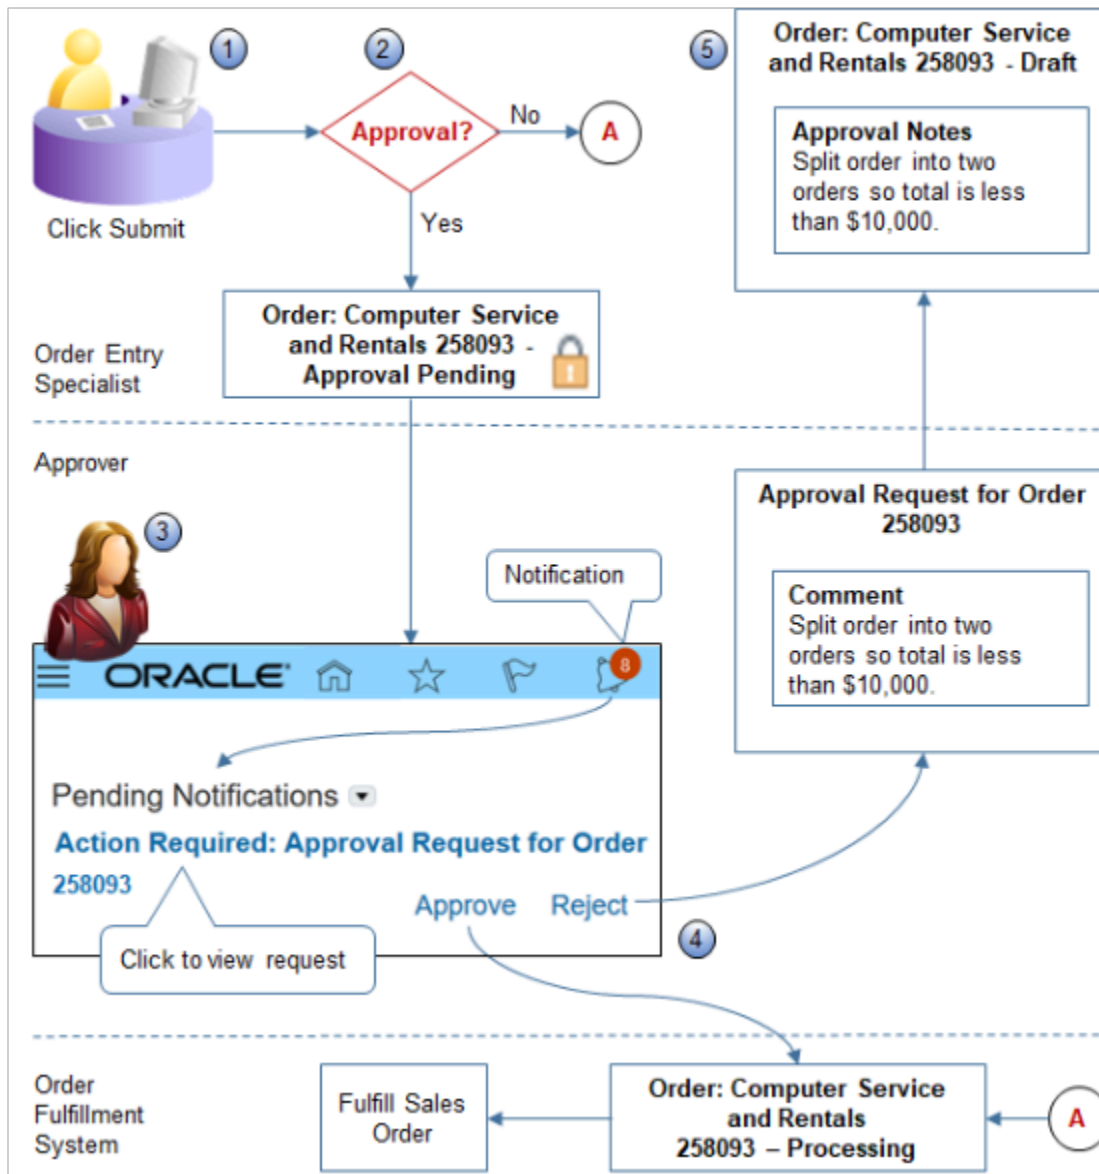 1
Click Submit
2
Approval?
No
A
Yes
Order: Computer Service
and Rentals 258093 -
Approval Pending
Order Entry
Specialist
5
Order: Computer Service
and Rentals 258093 - Draft
Approval Notes
Split order into two
orders so total is less
than $10,000.
Approver
3
Notification
ORACLE
8
Pending Notifications
Action Required: Approval Request for Order
258093
Approve
Reject
Click to view request
4
Approval Request for Order
258093
Comment
Split order into two
orders so total is less
than $10,000.
Order
Fulfillment
System
Fulfill Sales
Order
Order: Computer Service
and Rentals
258093 – Processing
A